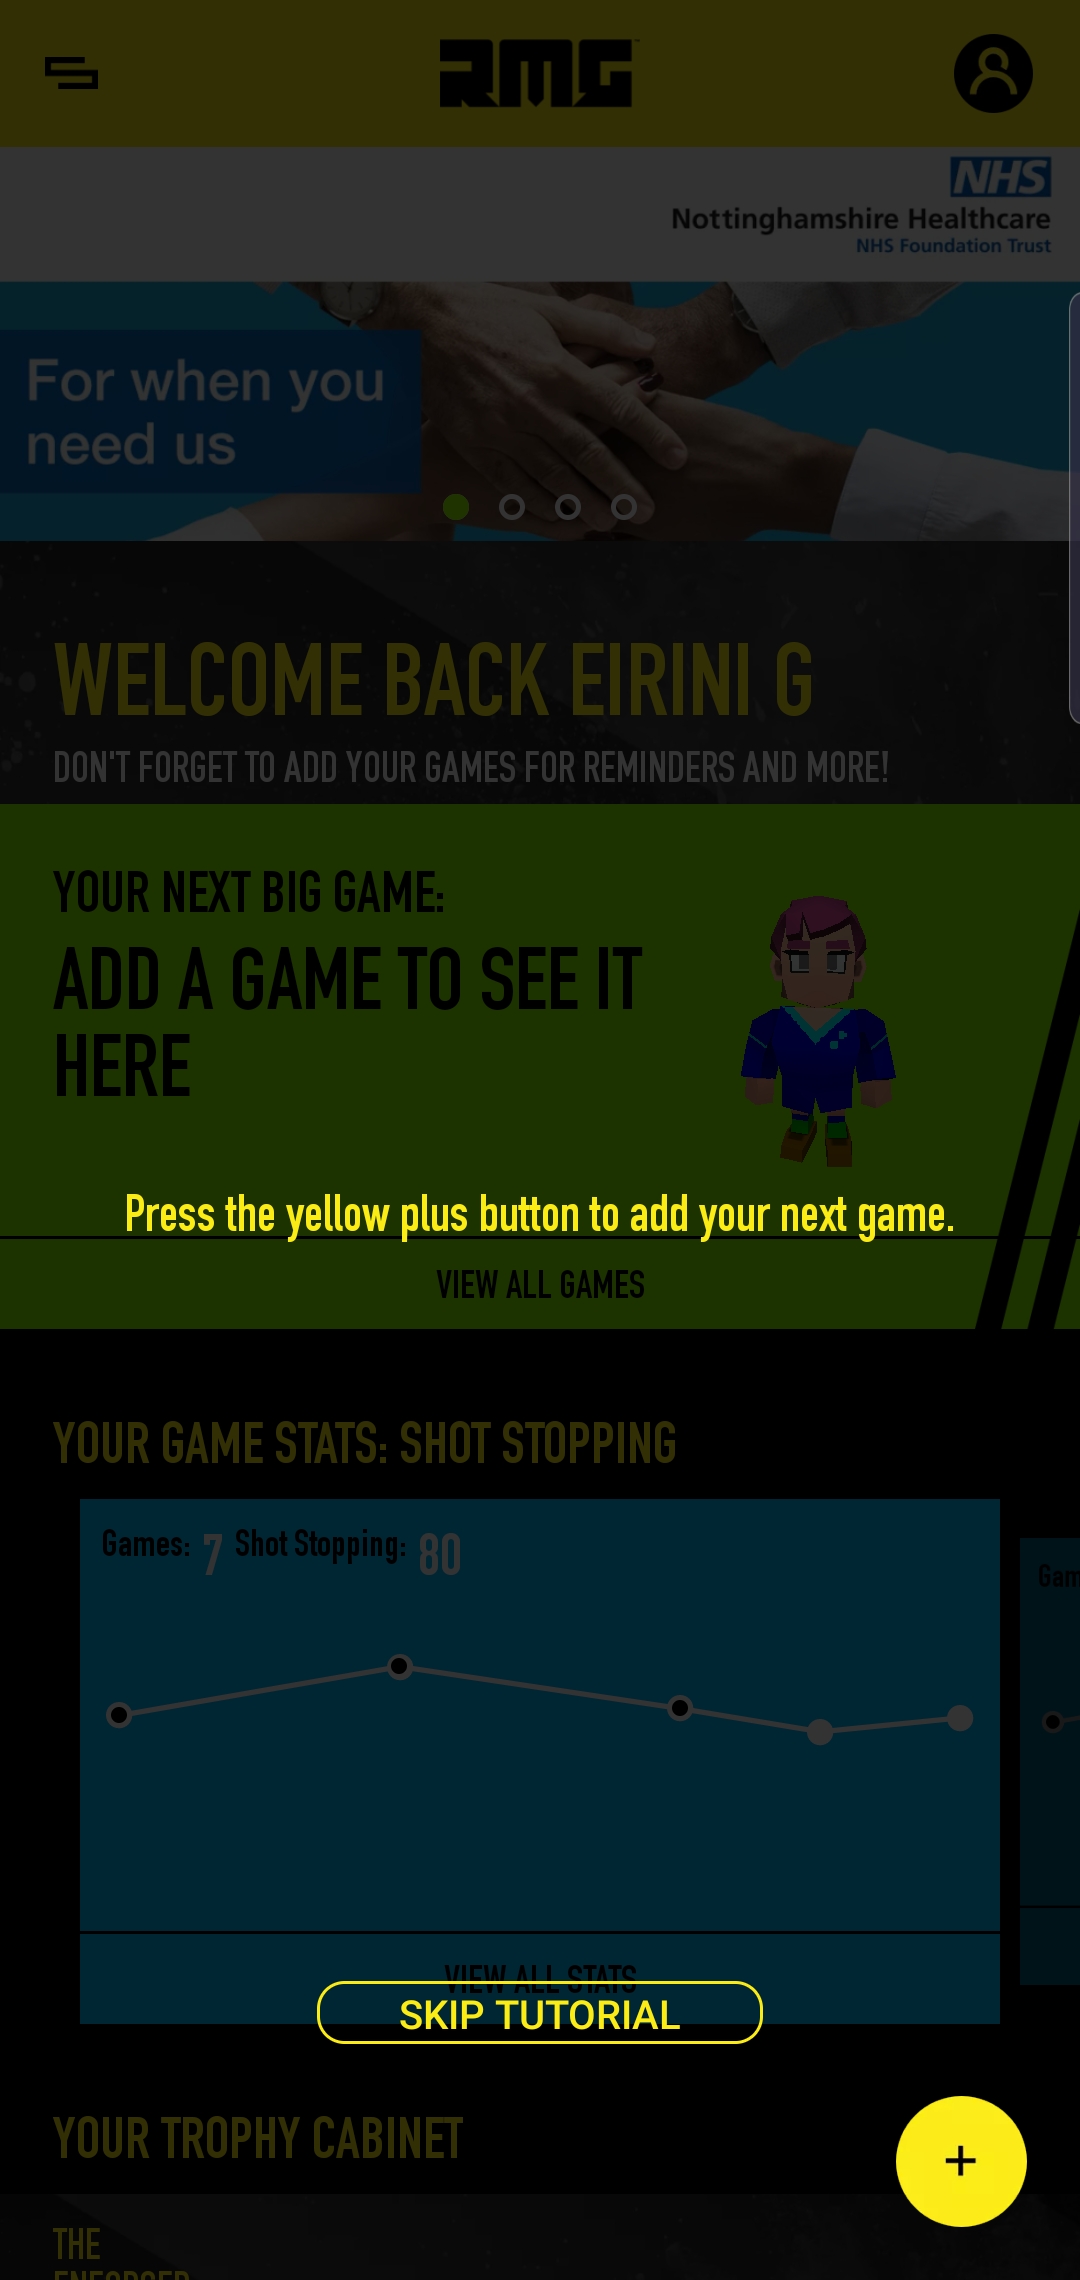 RMG
NHS
Nottinghamshire Healthcare
NHS Foundation Trust
For when you
need us
WELCOME BACK EIRINI G
DON'T FORGET TO ADD YOUR GAMES FOR REMINDERS AND MORE!
YOUR NEXT BIG GAME:
ADD A GAME TO SEE IT
HERE
Press the yellow plus button to add your next game.
VIEW ALL GAMES
YOUR GAME STATS: SHOT STOPPING
Games: 7 Shot Stopping: 80
VIEW ALL STATS
SKIP TUTORIAL
YOUR TROPHY CABINET
+
THE
ENFORCER